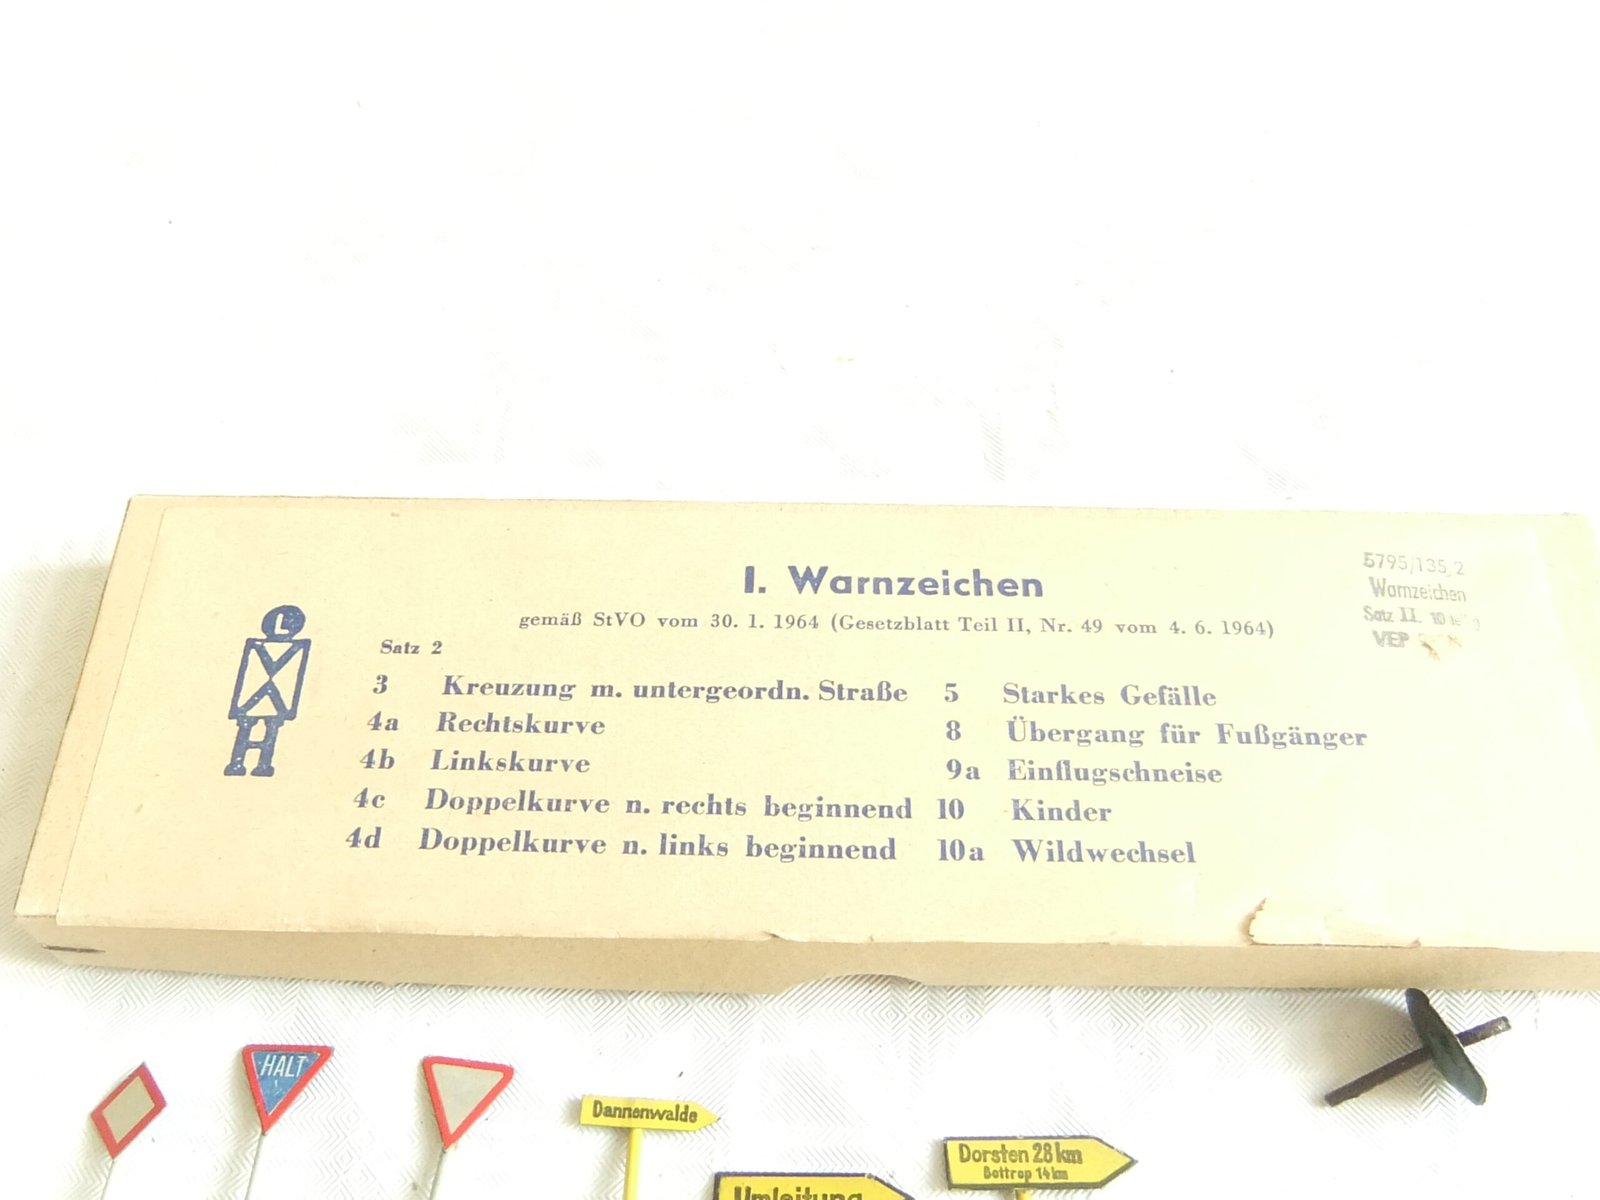 I. Warnzeichen
gemäß StVO vom 30. 1. 1964 (Gesetzblatt Teil II, Nr. 49 vom 4. 6. 1964)
Satz 2
3 Kreuzung m. untergeordn. Straße
4a Rechtskurve
4b Linkskurve
4c Doppelkurve n. rechts beginnend
4d Doppelkurve n. links beginnend
5 Starkes Gefälle
8 Übergang für Fußgänger
9a Einflugschneise
10 Kinder
10a Wildwechsel
5795/135,2
Warnzeichen
Satz II 10
VEP
L
H
HALT
Dannenwalde
Dorsten 28 km
Bottrop 14 km
Umleitung